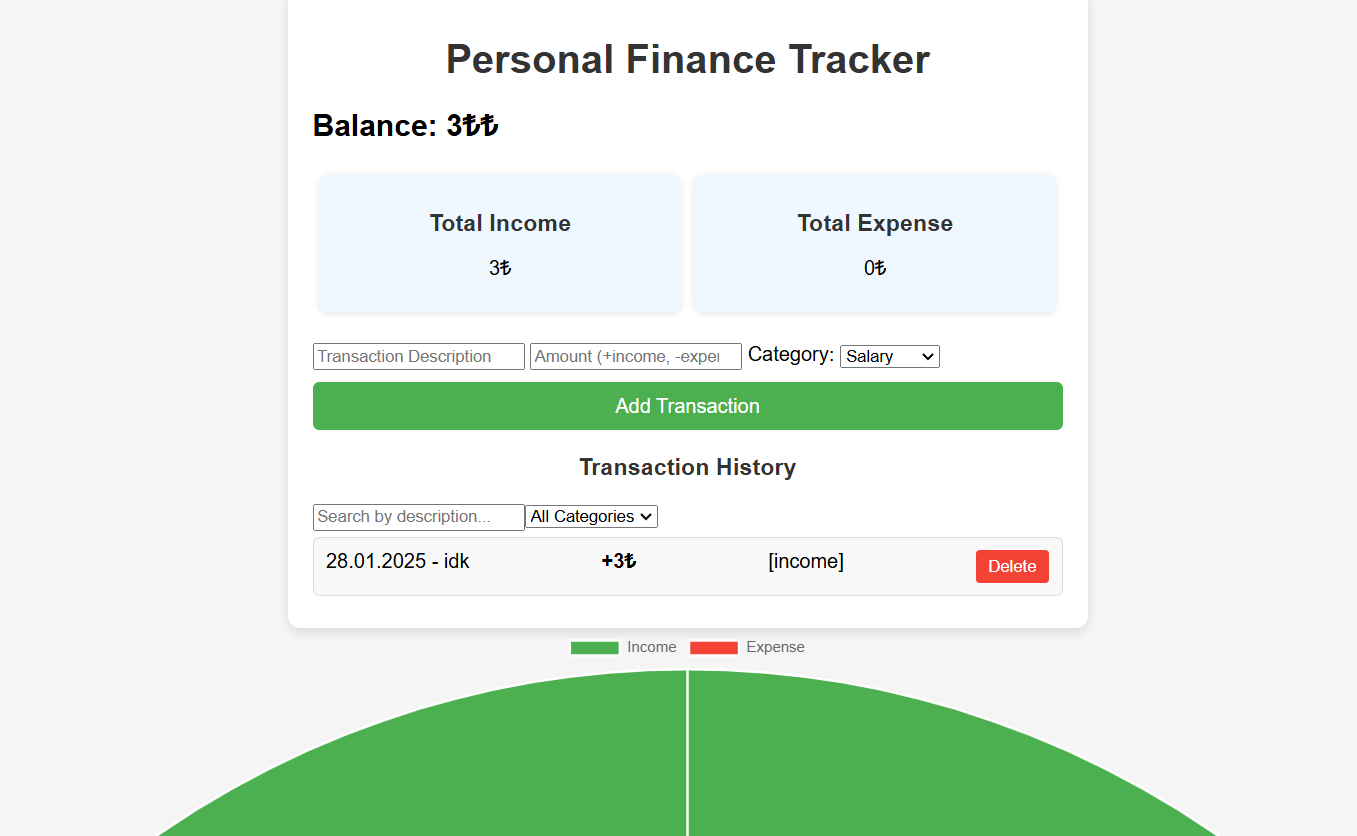 Personal Finance Tracker
Balance: 3₺₺
Total Income
Total Expense
3₺
0₺
Transaction Description Amount (+income, -exper Category: Salary
Add Transaction
Transaction History
Search by description... All Categories
28.01.2025 - idk +3₺ [income] Delete
Income Expense